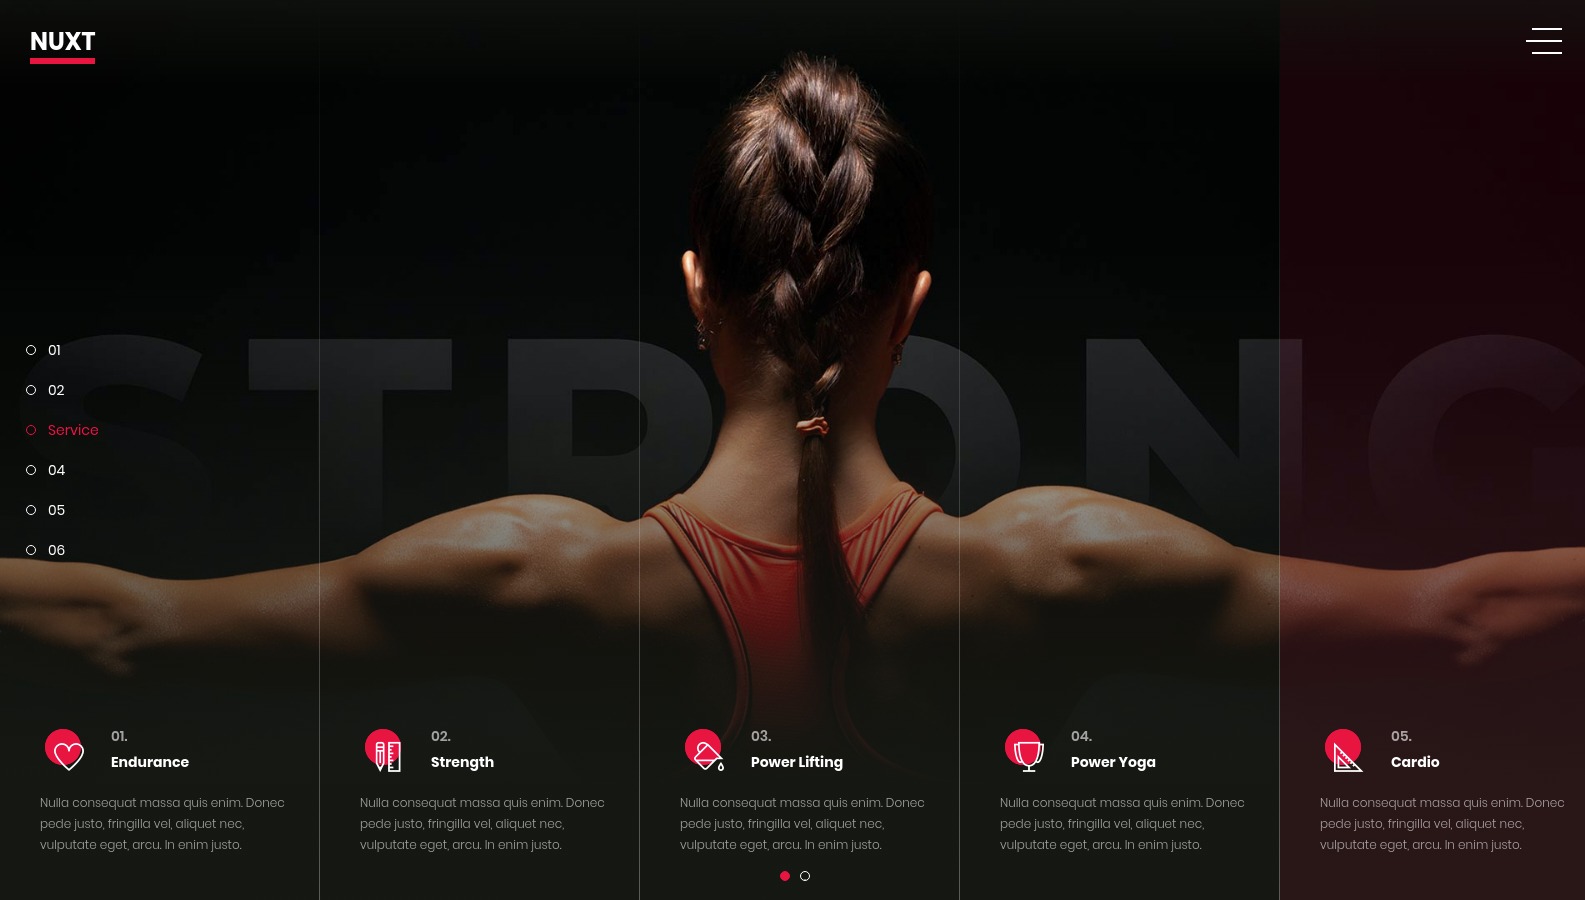 NUXT
STRONG
01
02
Service
04
05
06
01.
Endurance
Nulla consequat massa quis enim. Donec
pede justo, fringilla vel, aliquet nec,
vulputate eget, arcu. In enim justo.
02.
Strength
Nulla consequat massa quis enim. Donec
pede justo, fringilla vel, aliquet nec,
vulputate eget, arcu. In enim justo.
03.
Power Lifting
Nulla consequat massa quis enim. Donec
pede justo, fringilla vel, aliquet nec,
vulputate eget, arcu. In enim justo.
04.
Power Yoga
Nulla consequat massa quis enim. Donec
pede justo, fringilla vel, aliquet nec,
vulputate eget, arcu. In enim justo.
05.
Cardio
Nulla consequat massa quis enim. Donec
pede justo, fringilla vel, aliquet nec,
vulputate eget, arcu. In enim justo.